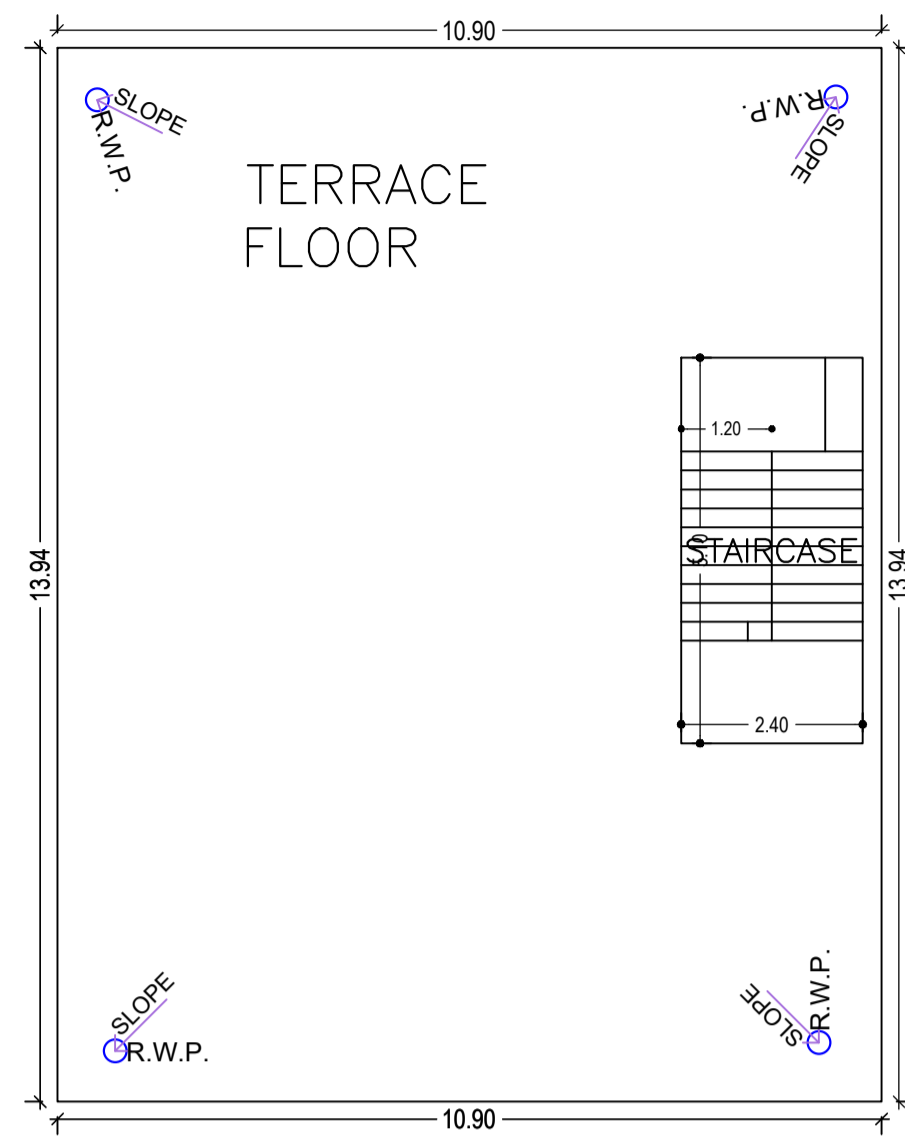 10.90
SLOPE
R.W.P.
R.W.P.
SLOPE
TERRACE
FLOOR
1.20
13.94
STAIRCASE
13.94
2.40
SLOPE
R.W.P.
SLOPE
R.W.P.
10.90